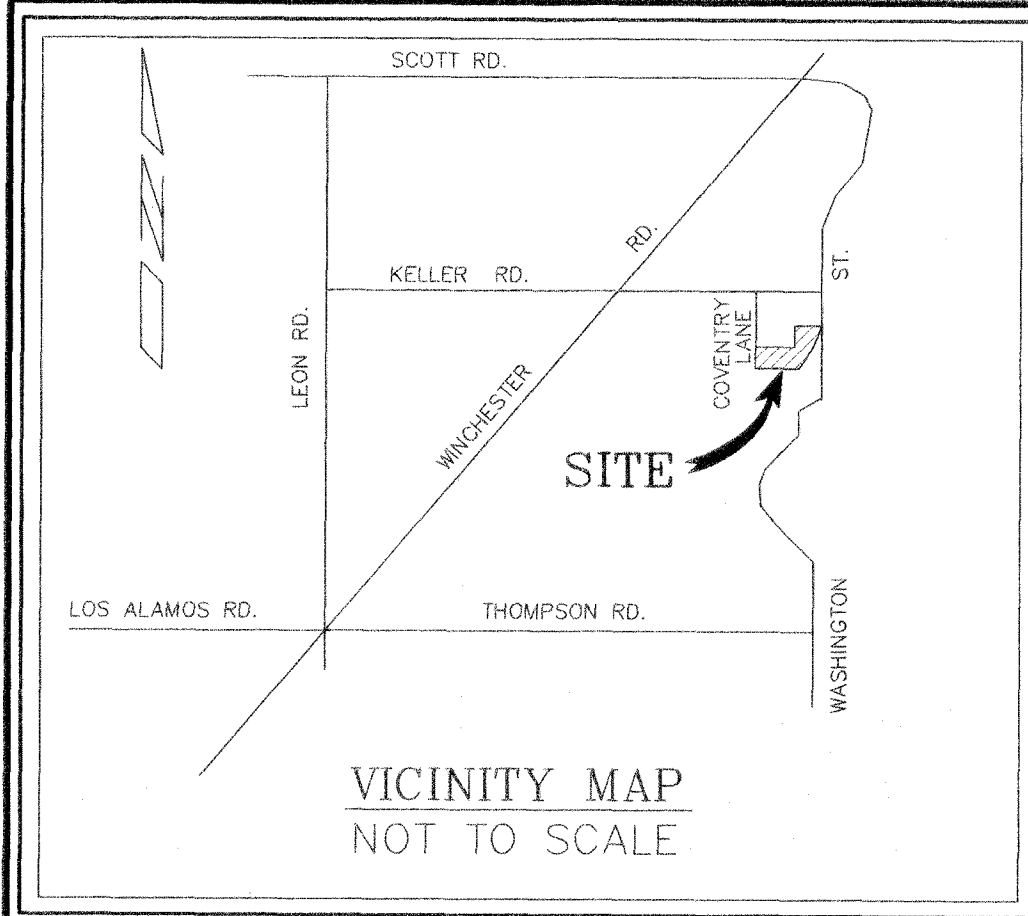 SCOTT RD.
N
KELLER RD.
RD.
ST.
COVENTRY
LANE
LEON RD.
WINCHESTER
SITE
LOS ALAMOS RD.
THOMPSON RD.
WASHINGTON
VICINITY MAP
NOT TO SCALE